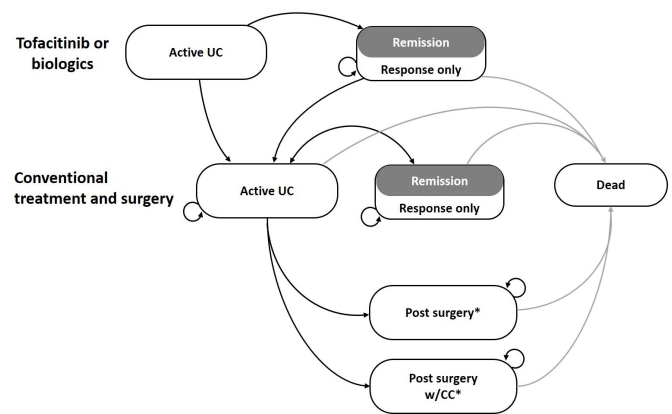 Tofacitinib or
biologics
Active UC
Remission
Response only
Conventional
treatment and surgery
Active UC
Remission
Response only
Dead
Post surgery*
Post surgery
w/CC*